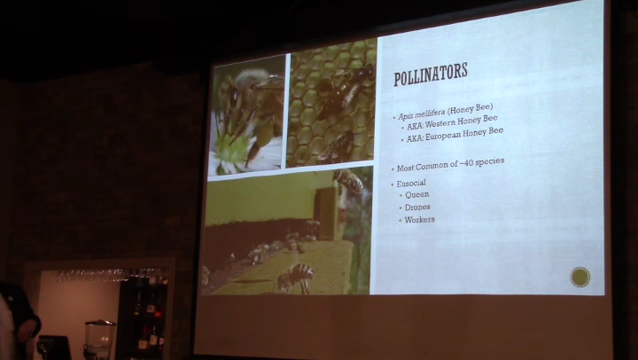 POLLINATORS
Apis mellifera (Honey Bee)
AKA: Western Honey Bee
AKA: European Honey Bee
Most Common of ~40 species
Eusocial
Queen
Drones
Workers